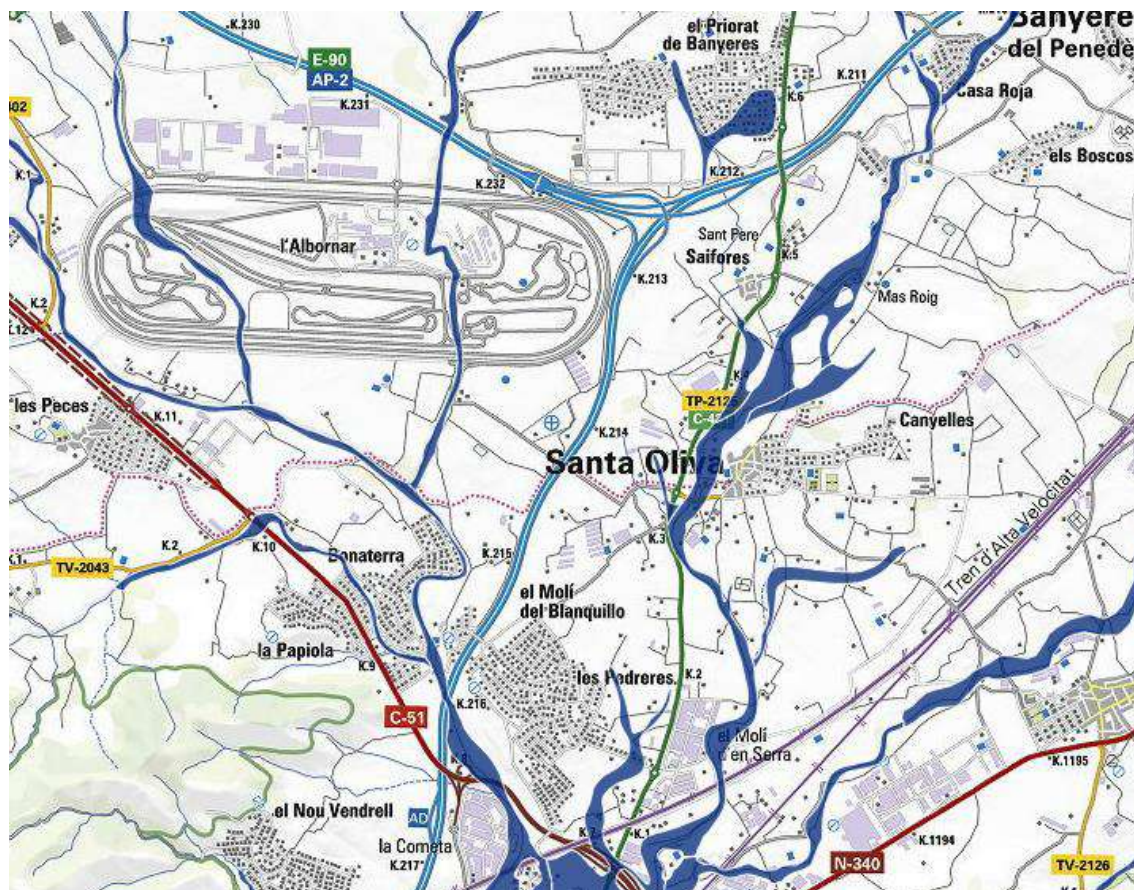 K.230
el Priorat
de Banyeres
Banyere
del Penedè
E-90
AP-2
K.231
K.6
K.211
Casa Roja
els Boscos
K.1
K.232
K.212
Sant Pere
Saifores
K.5
l'Albornar
K.213
Mas Roig
K.2
les Peces
K.11
K.4
TP-2125
Canyelles
K.214
Santa Oliva
Tren d'Alta Velocitat
K.3
K.2
K.10
Bonaterra
K.215
TV-2043
el Molí
del Blanquillo
la Papiola
K.9
les Pedreres
K.2
K.216
C-51
el Molí
d'en Serra
K.8
K.1195
el Nou Vendrell
AD
la Cometa
K.217
K.7
K.1
K.1194
N-340
TV-2126